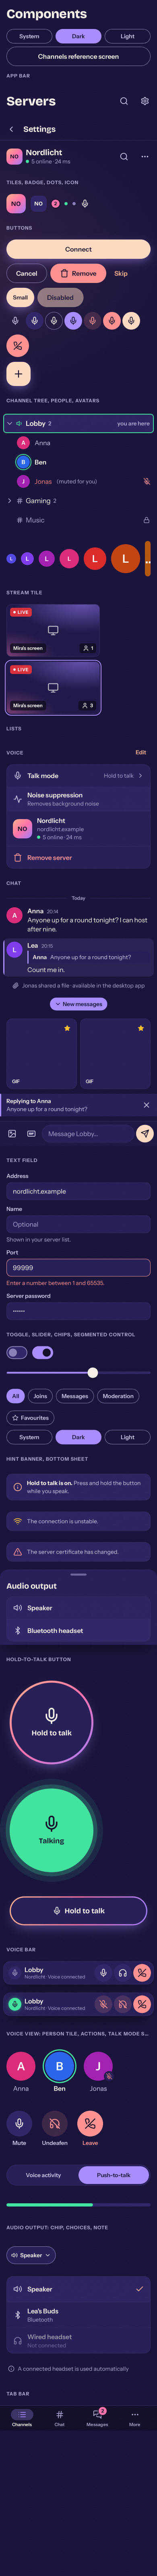 Components
System
Dark
Light
Channels reference screen
APP BAR
Servers
Settings
NO
Nordlicht
5 online · 24 ms
TILES, BADGE, DOTS, ICON
NO
NO
2
BUTTONS
Connect
Cancel
Remove
Skip
Small
Disabled
CHANNEL TREE, PEOPLE, AVATARS
Lobby 2
you are here
A
Anna
B
Ben
J
Jonas (muted for you)
Gaming 2
Music
L
L
L
L
L
L
STREAM TILE
LIVE
Mini's screen
1
LIVE
Mini's screen
3
LISTS
VOICE
Edit
Talk mode
Hold to talk
Noise suppression
Removes background noise
NO
Nordlicht
nordlicht.example
5 online · 24 ms
Remove server
CHAT
Today
A
Anna 20:14
Anyone up for a round tonight? I can host after nine.
L
Lea 20:15
Anna Anyone up for a round tonight?
Count me in.
Jonas shared a file · available in the desktop app
New messages
GIF
GIF
Replying to Anna
Anyone up for a round tonight?
Message Lobby...
TEXT FIELD
Address
nordlicht.example
Name
Optional
Shown in your server list.
Port
99999
Enter a number between 1 and 65535.
Server password
••••••
TOGGLE, SLIDER, CHIPS, SEGMENTED CONTROL
All
Joins
Messages
Moderation
Favourites
System
Dark
Light
HINT BANNER, BOTTOM SHEET
Hold to talk is on. Press and hold the button while you speak.
The connection is unstable.
The server certificate has changed.
Audio output
Speaker
Bluetooth headset
HOLD-TO-TALK BUTTON
Hold to talk
Talking
Hold to talk
VOICE BAR
Lobby
Nordlicht · Voice connected
Lobby
Nordlicht · Voice connected
VOICE VIEW: PERSON TILE, ACTIONS, TALK MODE S...
A
B
J
Anna
Ben
Jonas
Mute
Undeafen
Leave
Voice activity
Push-to-talk
AUDIO OUTPUT: CHIP, CHOICES, NOTE
Speaker
Speaker
Lea's Buds
Bluetooth
Wired headset
Not connected
A connected headset is used automatically
TAB BAR
2
Channels
Chat
Messages
More